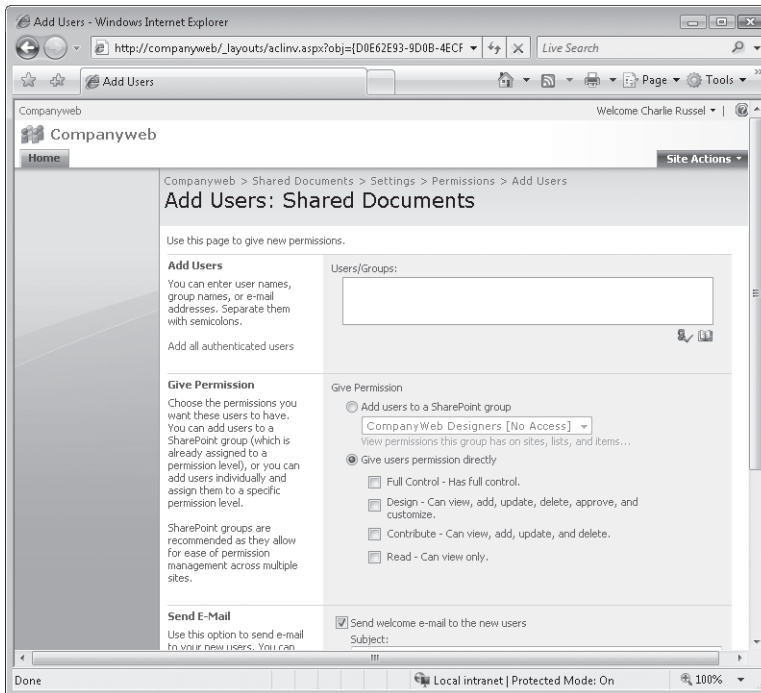 Add Users - Windows Internet Explorer
http://companyweb/_layouts/aclinv.aspx?obj={D0E62E93-9D0B-4ECF
Live Search
Add Users
Page
Tools
Companyweb
Welcome Charlie Russel
Companyweb
Home
Site Actions
Companyweb > Shared Documents > Settings > Permissions > Add Users
Add Users: Shared Documents
Use this page to give new permissions.
Add Users
You can enter user names,
group names, or e-mail
addresses. Separate them
with semicolons.
Add all authenticated users
Users/Groups:
Give Permission
Choose the permissions you
want these users to have.
You can add users to a
SharePoint group (which is
already assigned to a
permission level), or you can
add users individually and
assign them to a specific
permission level.
SharePoint groups are
recommended as they allow
for ease of permission
management across multiple
sites.
Give Permission
Add users to a SharePoint group
CompanyWeb Designers [No Access]
View permissions this group has on sites, lists, and items...
Give users permission directly
Full Control - Has full control.
Design - Can view, add, update, delete, approve, and
customize.
Contribute - Can view, add, update, and delete.
Read - Can view only.
Send E-Mail
Use this option to send e-mail
to your new users. You can
Send welcome e-mail to the new users
Subject:
Done
Local intranet | Protected Mode: On
100%